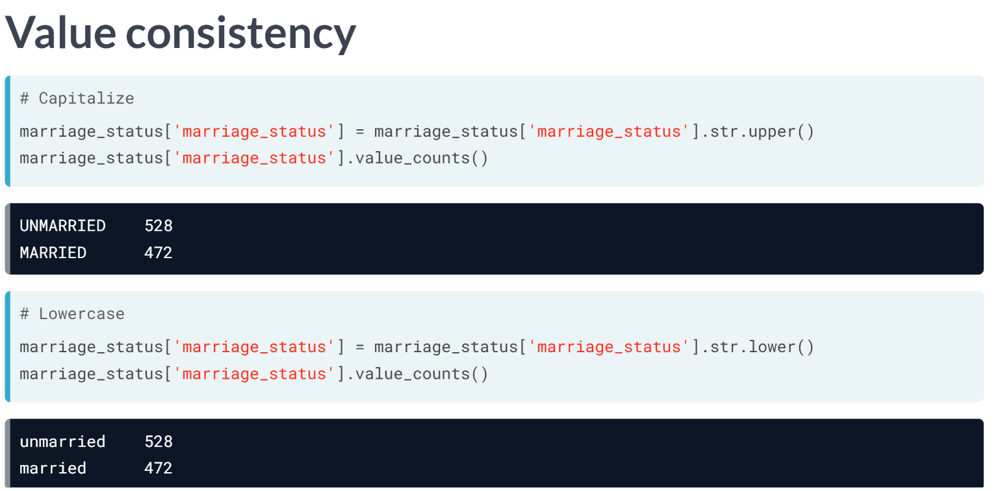 Value consistency
# Capitalize
marriage_status['marriage_status'] = marriage_status['marriage_status'].str.upper()
marriage_status['marriage_status'].value_counts()
UNMARRIED    528
MARRIED      472
# Lowercase
marriage_status['marriage_status'] = marriage_status['marriage_status'].str.lower()
marriage_status['marriage_status'].value_counts()
unmarried    528
married      472